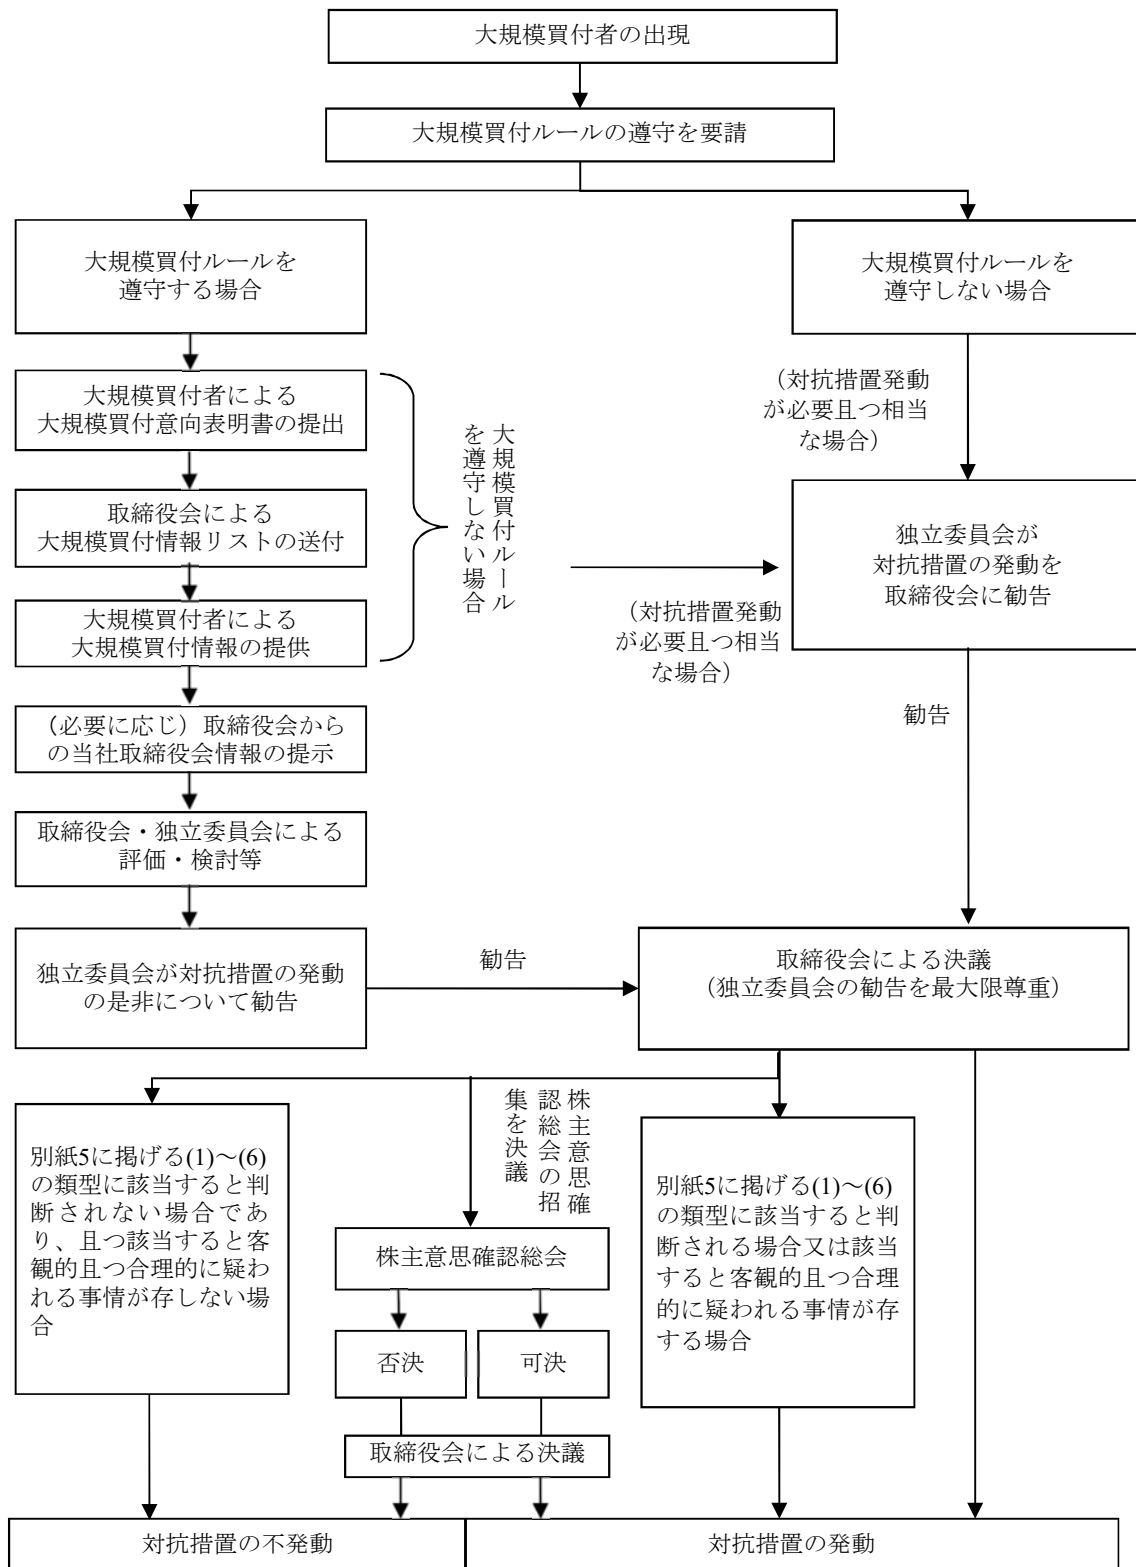 大規模買付者の出現
大規模買付ルールの遵守を要請
大規模買付ルールを
遵守する場合
大規模買付ルールを
遵守しない場合
大規模買付者による
大規模買付意向表明書の提出
取締役会による
大規模買付情報リストの送付
大規模買付者による
大規模買付情報の提供
大規模買付ルール
を遵守しない場合
（対抗措置発動
が必要且つ相当
な場合）
（対抗措置発動
が必要且つ相当
な場合）
独立委員会が
対抗措置の発動を
取締役会に勧告
（必要に応じ）取締役会から
の当社取締役会情報の提示
勧告
取締役会・独立委員会による
評価・検討等
独立委員会が対抗措置の発動
の是非について勧告
勧告
取締役会による決議
（独立委員会の勧告を最大限尊重）
別紙5に掲げる(1)～(6)
の類型に該当すると判
断されない場合であ
り、且つ該当すると客
観的且つ合理的に疑わ
れる事情が存しない場
合
株主意思確
認総会の招
集を決議
株主意思確認総会
否決
可決
取締役会による決議
別紙5に掲げる(1)～(6)
の類型に該当すると判
断される場合又は該当
すると客観的且つ合理
的に疑われる事情が存
する場合
対抗措置の不発動
対抗措置の発動